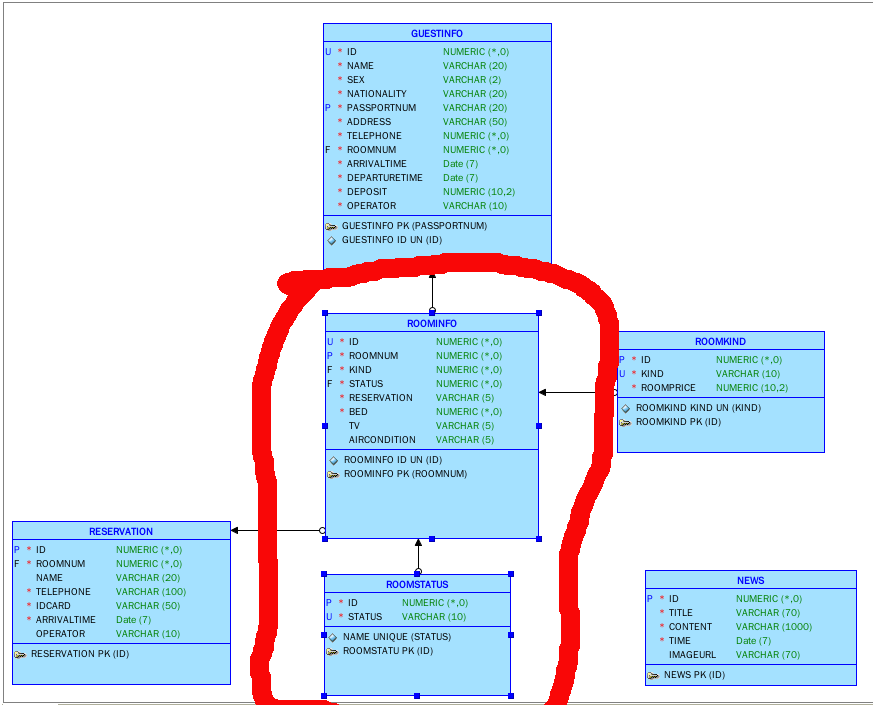 GUESTINFO
U * ID NUMERIC (*,0)
* NAME VARCHAR (20)
* SEX VARCHAR (2)
* NATIONALITY VARCHAR (20)
P * PASSPORTNUM VARCHAR (20)
* ADDRESS VARCHAR (50)
* TELEPHONE NUMERIC (*,0)
F * ROOMNUM NUMERIC (*,0)
* ARRIVALTIME Date (7)
* DEPARTURETIME Date (7)
* DEPOSIT NUMERIC (10,2)
* OPERATOR VARCHAR (10)
GUESTINFO PK (PASSPORTNUM)
GUESTINFO ID UN (ID)
ROOMINFO
U * ID NUMERIC (*,0)
P * ROOMNUM NUMERIC (*,0)
F * KIND NUMERIC (*,0)
F * STATUS NUMERIC (*,0)
* RESERVATION VARCHAR (5)
* BED NUMERIC (*,0)
TV VARCHAR (5)
AIRCONDITION VARCHAR (5)
ROOMINFO ID UN (ID)
ROOMINFO PK (ROOMNUM)
ROOMKIND
P * ID NUMERIC (*,0)
U * KIND VARCHAR (10)
* ROOMPRICE NUMERIC (10,2)
ROOMKIND KIND UN (KIND)
ROOMKIND PK (ID)
RESERVATION
P * ID NUMERIC (*,0)
F * ROOMNUM NUMERIC (*,0)
NAME VARCHAR (20)
* TELEPHONE VARCHAR (100)
* IDCARD VARCHAR (50)
* ARRIVALTIME Date (7)
OPERATOR VARCHAR (10)
RESERVATION PK (ID)
ROOMSTATUS
P * ID NUMERIC (*,0)
U * STATUS VARCHAR (10)
NAME UNIQUE (STATUS)
ROOMSTATU PK (ID)
NEWS
P * ID NUMERIC (*,0)
* TITLE VARCHAR (70)
* CONTENT VARCHAR (1000)
* TIME Date (7)
IMAGEURL VARCHAR (70)
NEWS PK (ID)